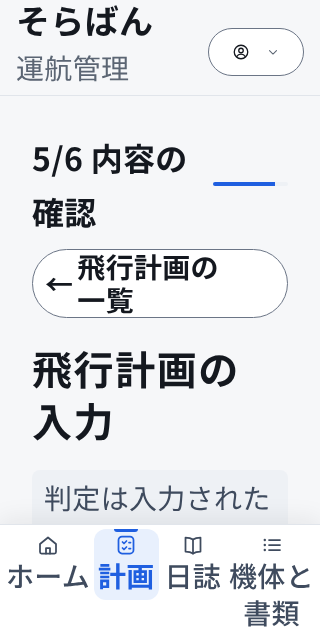 そらばん
運航管理
5/6 内容の
確認
← 飛行計画の
一覧
飛行計画の
入力
判定は入力された
ホーム 計画 日誌 機体と
書類